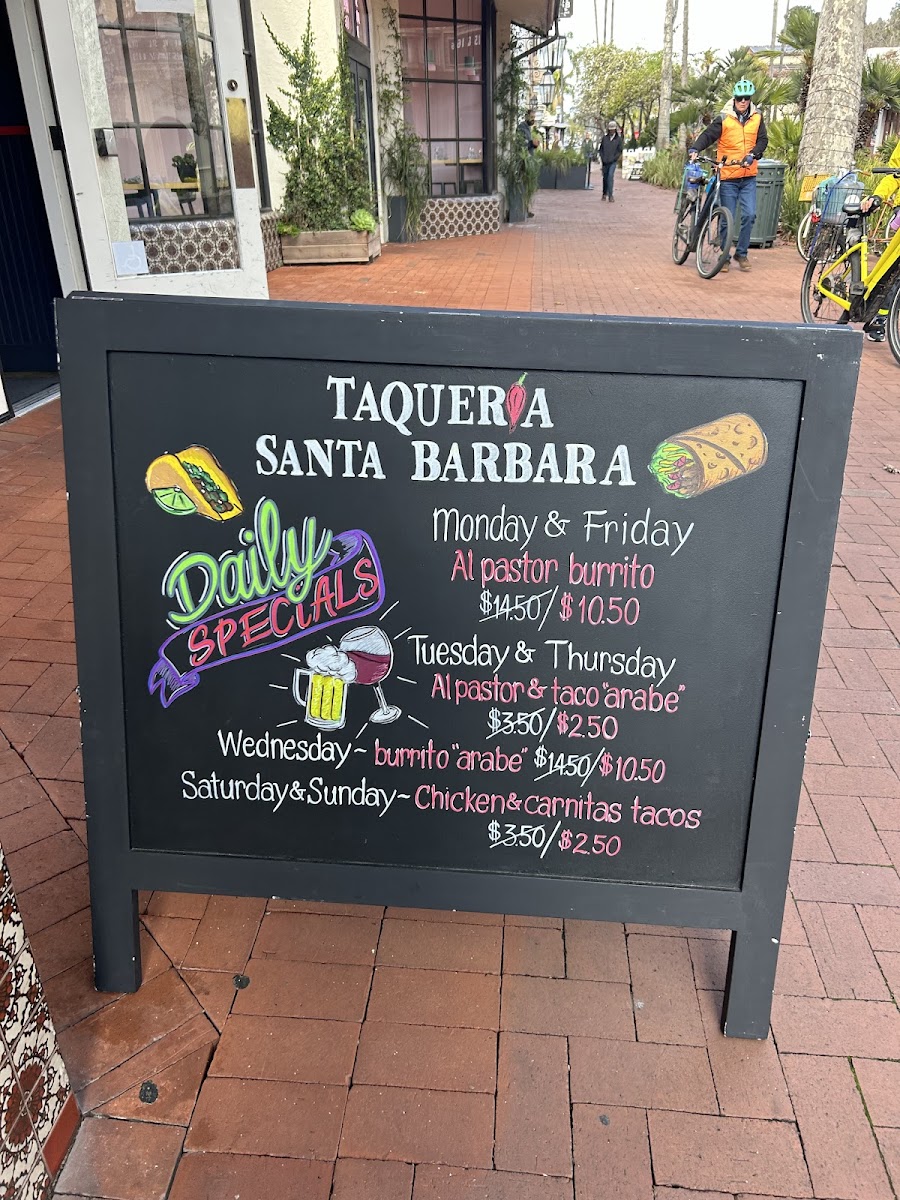 TAQUERIA
SANTA BARBARA
Daily
SPECIALS
Monday & Friday
Al pastor burrito
$14.50/$10.50
Tuesday & Thursday
Al pastor & taco "arabe"
$3.50/$2.50
Wednesday~ burrito "arabe" $14.50/$10.50
Saturday & Sunday~ Chicken & carnitas tacos
$3.50/$2.50